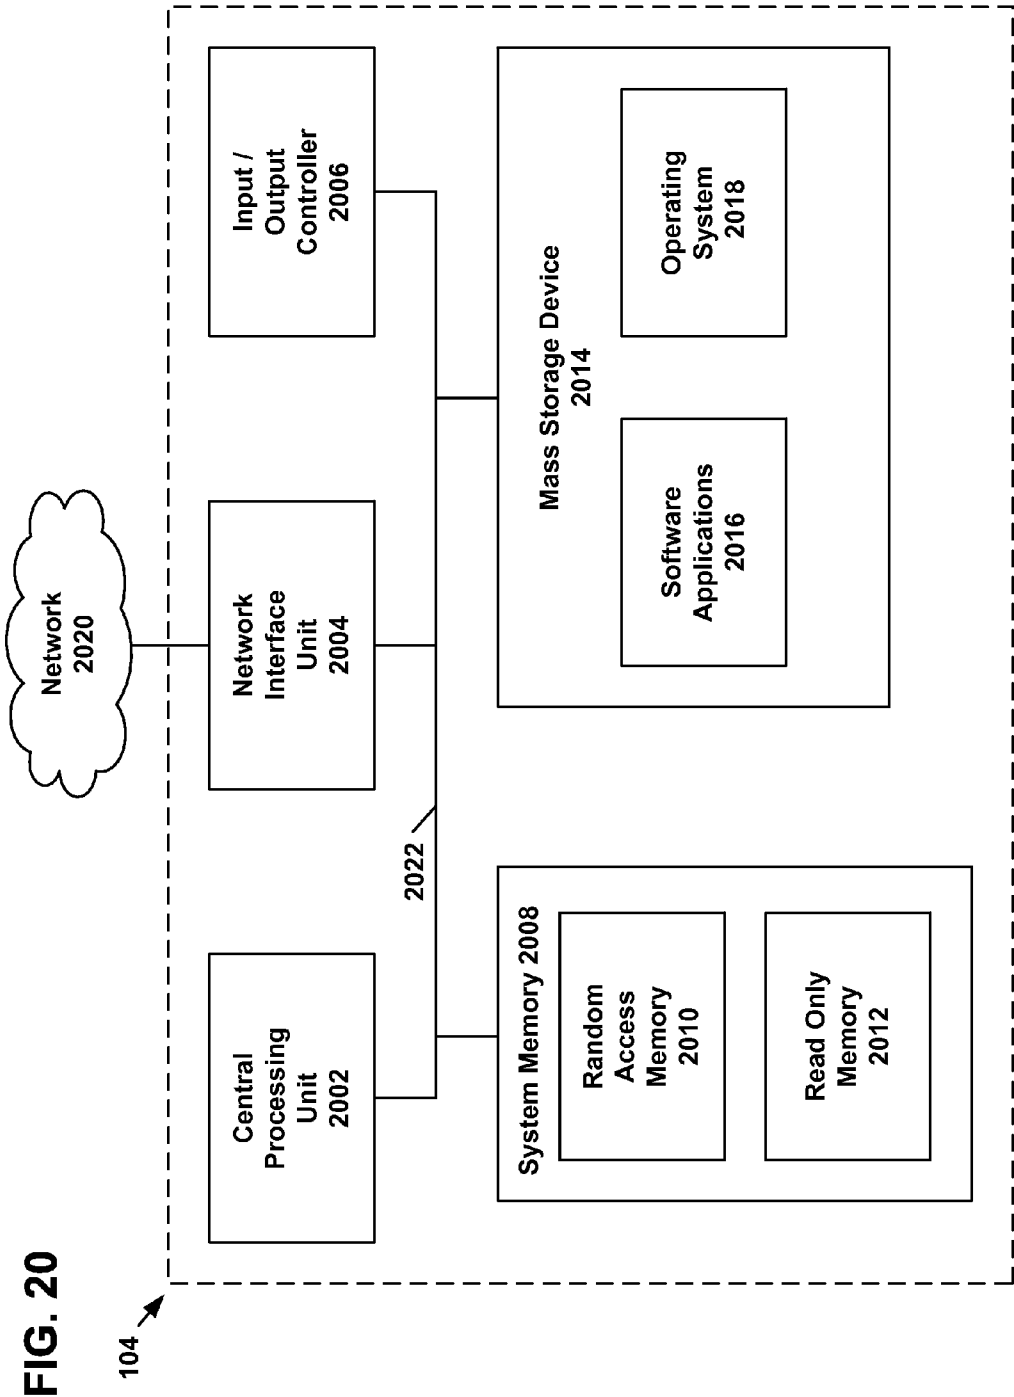 FIG. 20
104
Network
2020
Central
Processing
Unit
2002
Network
Interface
Unit
2004
Input /
Output
Controller
2006
2022
System Memory 2008
Random
Access
Memory
2010
Read Only
Memory
2012
Mass Storage Device
2014
Software
Applications
2016
Operating
System
2018